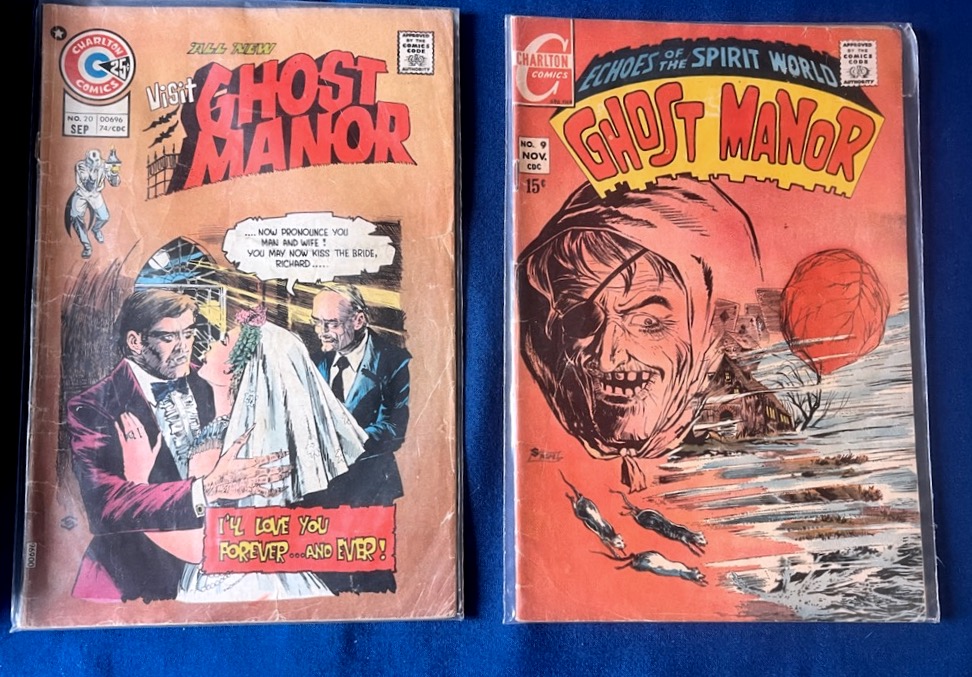 CHARLTON
C
25¢
COMICS
NO. 20 00696
SEP 74/CDC
ALL NEW
Visit
GHOST
MANOR
APPROVED
BY THE
COMICS
CODE
AUTHORITY
....NOW PRONOUNCE YOU
MAN AND WIFE!
YOU MAY NOW KISS THE BRIDE,
RICHARD.....
I'LL LOVE YOU
FOREVER...AND EVER!
00696
C
CHARLTON
COMICS
ECHOES OF THE SPIRIT WORLD
GHOST MANOR
APPROVED
BY THE
COMICS
CODE
AUTHORITY
NO. 9
NOV.
CDC
15¢